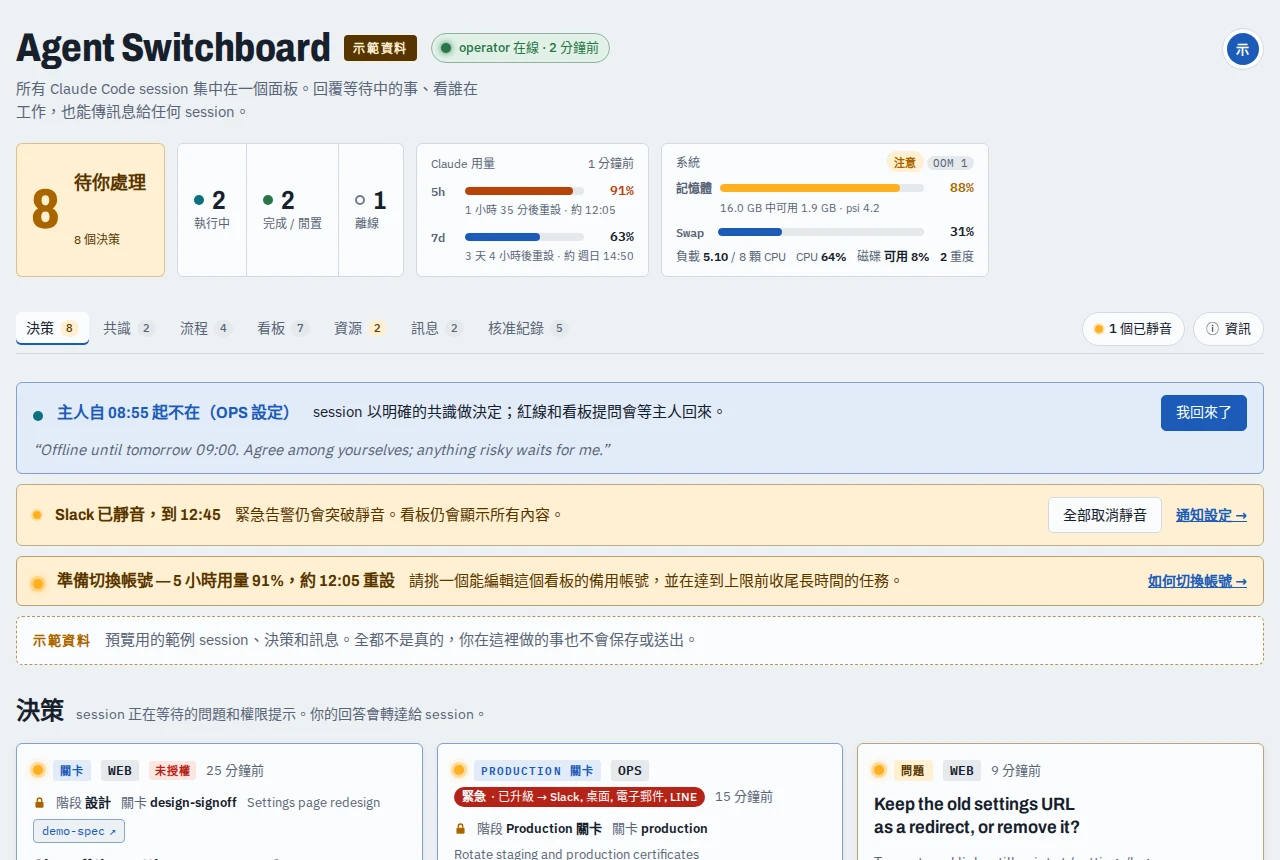 Agent Switchboard 示範資料 operator 在線 · 2 分鐘前 示
所有 Claude Code session 集中在一個面板。回覆等待中的事、看誰在
工作，也能傳訊息給任何 session。
8 待你處理
8 個決策
2 執行中
2 完成 / 閒置
1 離線
Claude 用量 1 分鐘前
5h 91%
1 小時 35 分後重設 · 約 12:05
7d 63%
3 天 4 小時後重設 · 約 週日 14:50
系統 注意 OOM 1
記憶體 88%
16.0 GB 中可用 1.9 GB · psi 4.2
Swap 31%
負載 5.10 / 8 顆 CPU CPU 64% 磁碟 可用 8% 2 重度
決策 8 共識 2 流程 4 看板 7 資源 2 訊息 2 核准紀錄 5 1 個已靜音 ⓘ 資訊
主人自 08:55 起不在（OPS 設定） session 以明確的共識做決定；紅線和看板提問會等主人回來。 我回來了
“Offline until tomorrow 09:00. Agree among yourselves; anything risky waits for me.”
Slack 已靜音，到 12:45 緊急告警仍會突破靜音。看板仍會顯示所有內容。 全部取消靜音 通知設定 →
準備切換帳號 — 5 小時用量 91%，約 12:05 重設 請挑一個能編輯這個看板的備用帳號，並在達到上限前收尾長時間的任務。 如何切換帳號 →
示範資料 預覽用的範例 session、決策和訊息。全都不是真的，你在這裡做的事也不會保存或送出。
決策 session 正在等待的問題和權限提示。你的回答會轉達給 session。
關卡 WEB 未授權 25 分鐘前
階段 設計 關卡 design-signoff Settings page redesign
demo-spec ↗
PRODUCTION 關卡 OPS
緊急 · 已升級 → Slack, 桌面, 電子郵件, LINE 15 分鐘前
階段 Production 關卡 關卡 production
Rotate staging and production certificates
問題 WEB 9 分鐘前
Keep the old settings URL
as a redirect, or remove it?